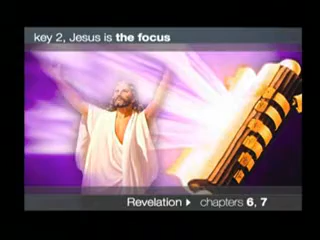 key 2, Jesus is the focus
Revelation ▸ chapters 6, 7